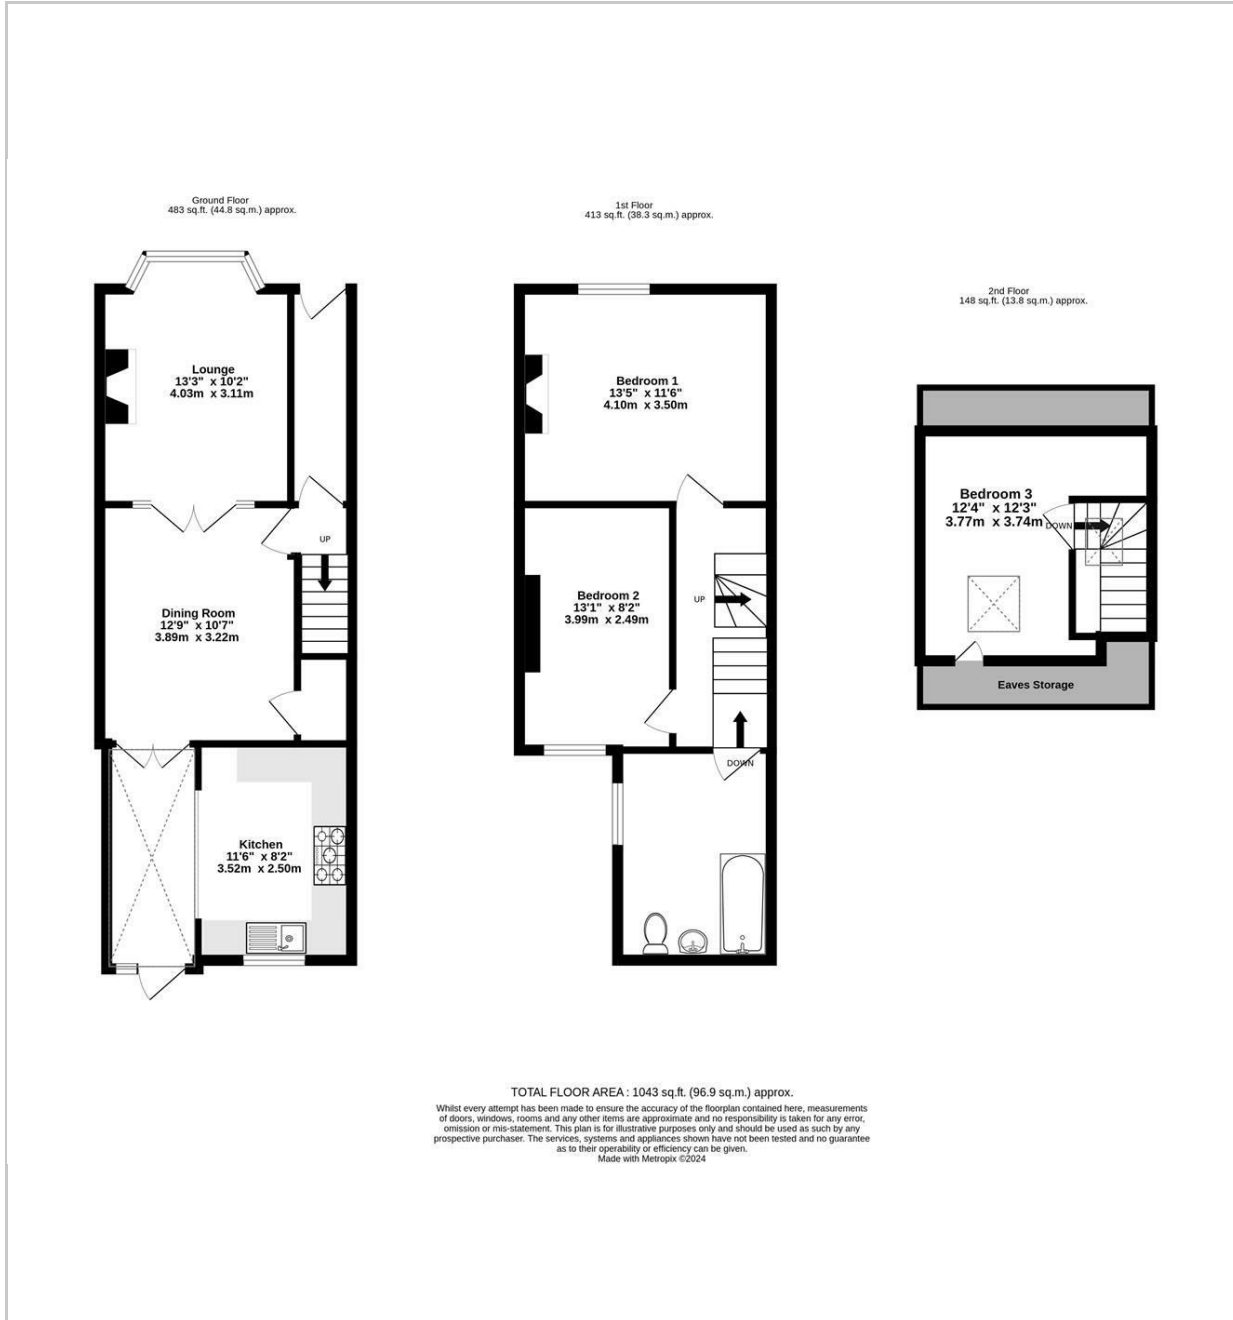 Ground Floor
483 sq.ft. (44.8 sq.m.) approx.
Lounge
13'3" x 10'2"
4.03m x 3.11m
UP
Dining Room
12'9" x 10'7"
3.89m x 3.22m
Kitchen
11'6" x 8'2"
3.52m x 2.50m
1st Floor
413 sq.ft. (38.3 sq.m.) approx.
Bedroom 1
13'5" x 11'6"
4.10m x 3.50m
Bedroom 2
13'1" x 8'2"
3.99m x 2.49m
UP
DOWN
2nd Floor
148 sq.ft. (13.8 sq.m.) approx.
Bedroom 3
12'4" x 12'3"
3.77m x 3.74m
DOWN
Eaves Storage
TOTAL FLOOR AREA : 1043 sq.ft. (96.9 sq.m.) approx.
Whilst every attempt has been made to ensure the accuracy of the floorplan contained here, measurements
of doors, windows, rooms and any other items are approximate and no responsibility is taken for any error,
omission or mis-statement. This plan is for illustrative purposes only and should be used as such by any
prospective purchaser. The services, systems and appliances shown have not been tested and no guarantee
as to their operability or efficiency can be given.
Made with Metropix ©2024